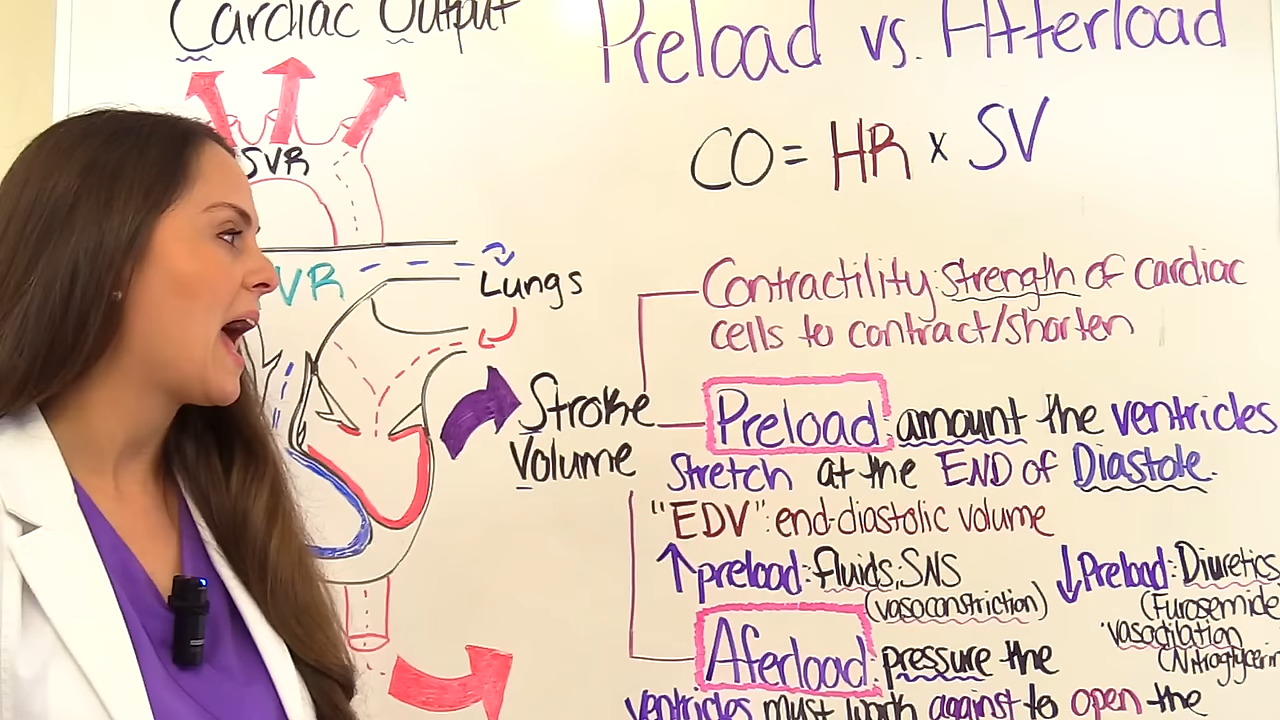 Cardiac Output
Preload vs. Afterload
CO = HR x SV
SVR
VR
Lungs
Contractility: Strength of cardiac
cells to contract/shorten
Stroke
Volume
Preload: amount the ventricles
Stretch at the END of Diastole.
"EDV": end-diastolic volume
↑preload: fluids, SNS
(vasoconstriction)
↓Preload: Diuretics
(Furosemide
vasodilation
(Nitroglycerin
Aferload: pressure the
ventricles must work against to open the